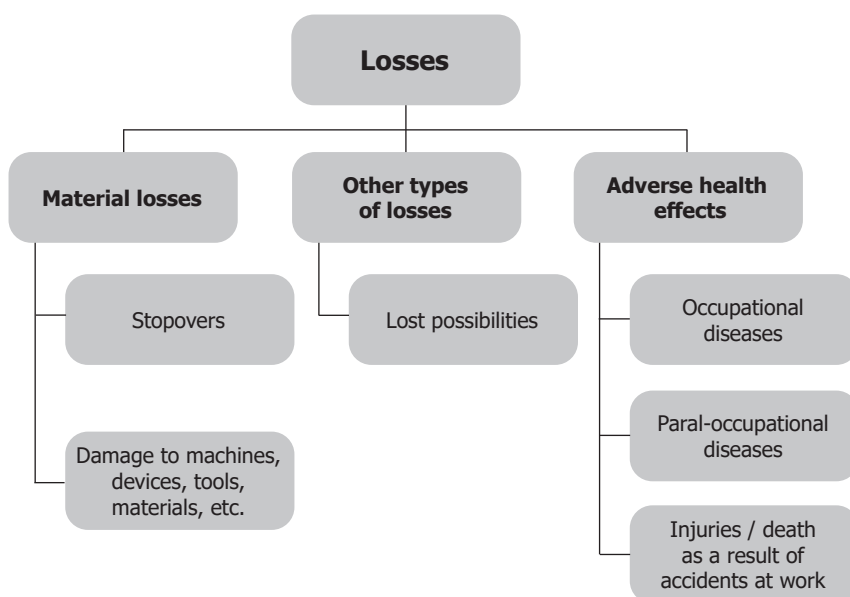 Losses
Material losses
Other types
of losses
Adverse health
effects
Stopovers
Lost possibilities
Occupational
diseases
Damage to machines,
devices, tools,
materials, etc.
Paral-occupational
diseases
Injuries / death
as a result of
accidents at work